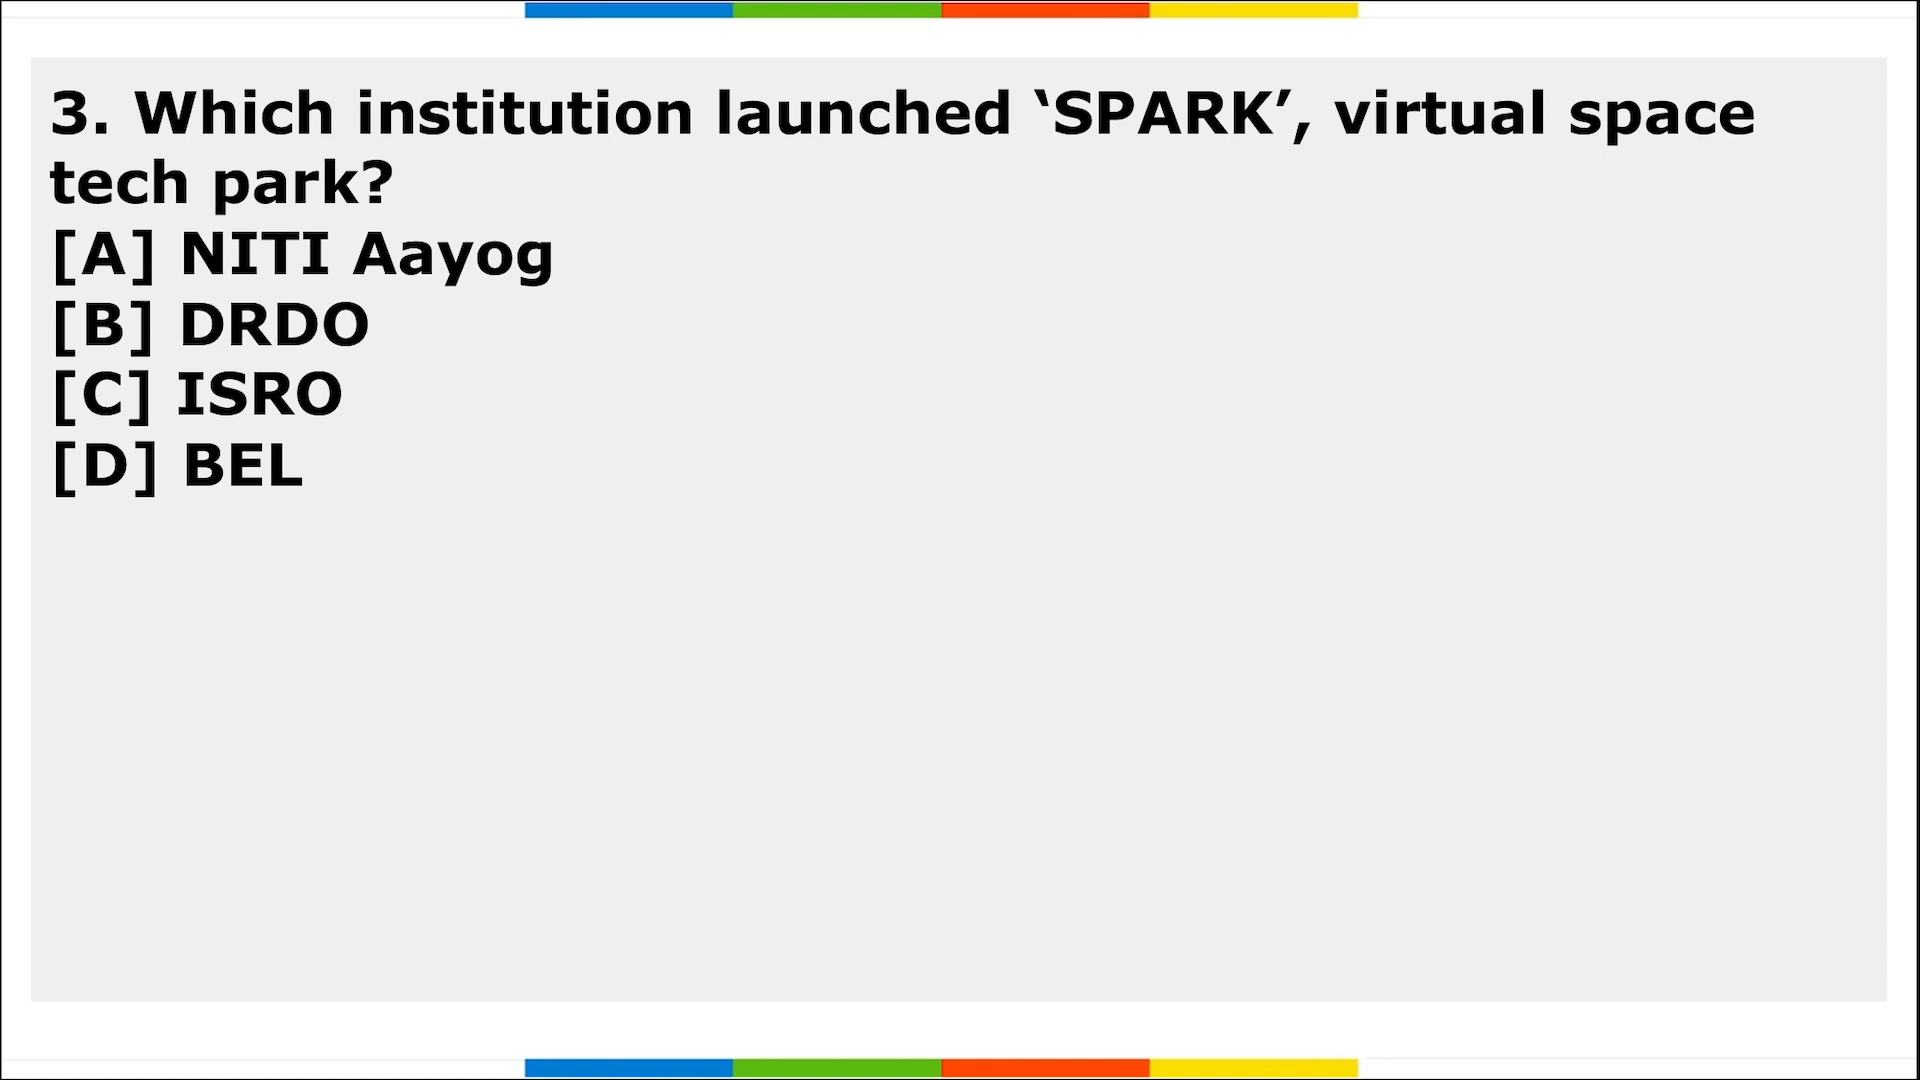 3. Which institution launched ‘SPARK’, virtual space
tech park?
[A] NITI Aayog
[B] DRDO
[C] ISRO
[D] BEL